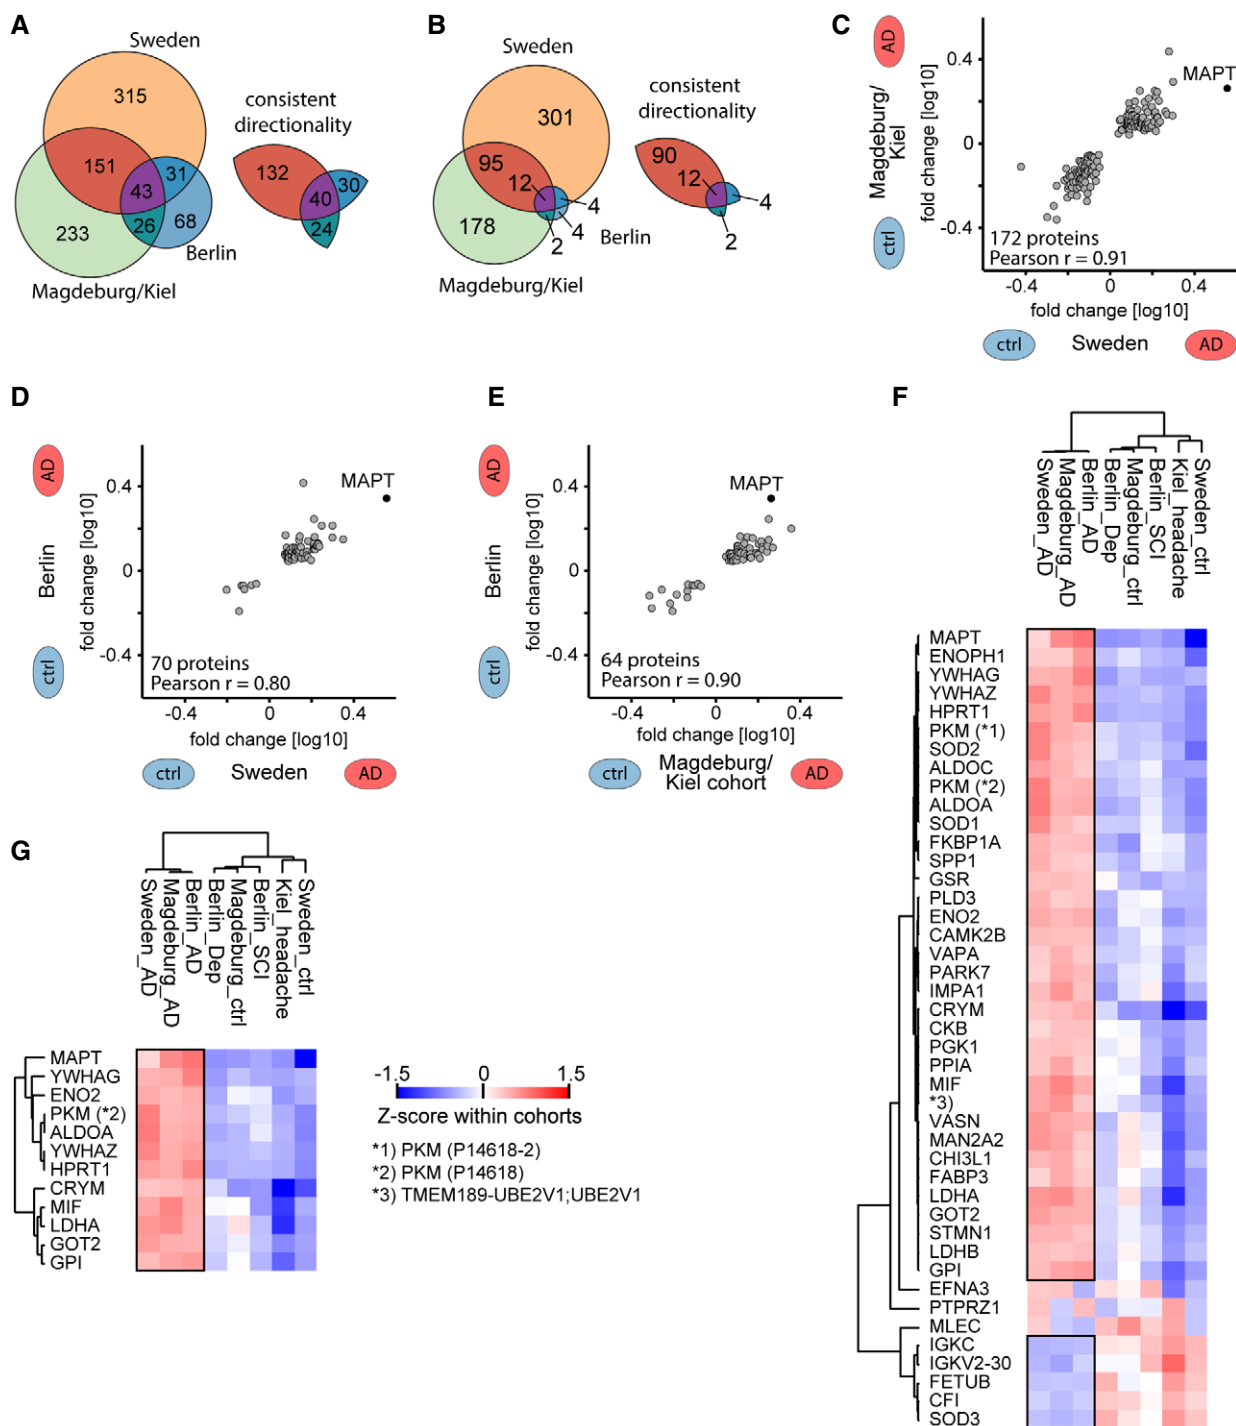 A
Sweden
315
151
43
31
26
68
233
Berlin
Magdeburg/Kiel
consistent
directionality
132
40
30
24
B
Sweden
301
95
12
4
4
2
178
Berlin
Magdeburg/Kiel
consistent
directionality
90
12
4
2
C
AD
Magdeburg/
Kiel
ctrl
fold change [log10]
0.4
0
-0.4
MAPT
172 proteins
Pearson r = 0.91
-0.4
0
0.4
fold change [log10]
ctrl
Sweden
AD
D
AD
Berlin
ctrl
fold change [log10]
0.4
0
-0.4
MAPT
70 proteins
Pearson r = 0.80
-0.4
0
0.4
fold change [log10]
ctrl
Sweden
AD
E
AD
Berlin
ctrl
fold change [log10]
0.4
0
-0.4
MAPT
64 proteins
Pearson r = 0.90
-0.4
0
0.4
fold change [log10]
ctrl
Magdeburg/
Kiel cohort
AD
F
Sweden_AD
Magdeburg_AD
Berlin_AD
Berlin_Dep
Magdeburg_ctrl
Berlin_SCI
Kiel_headache
Sweden_ctrl
MAPT
ENOPH1
YWHAG
YWHAZ
HPRT1
PKM (*1)
SOD2
ALDOC
PKM (*2)
ALDOA
SOD1
FKBP1A
SPP1
GSR
PLD3
ENO2
CAMK2B
VAPA
PARK7
IMPA1
CRYM
CKB
PGK1
PPIA
MIF
*3)
VASN
MAN2A2
CHI3L1
FABP3
LDHA
GOT2
STMN1
LDHB
GPI
EFNA3
PTPRZ1
MLEC
IGKC
IGKV2-30
FETUB
CFI
SOD3
G
Sweden_AD
Magdeburg_AD
Berlin_AD
Berlin_Dep
Magdeburg_ctrl
Berlin_SCI
Kiel_headache
Sweden_ctrl
MAPT
YWHAG
ENO2
PKM (*2)
ALDOA
YWHAZ
HPRT1
CRYM
MIF
LDHA
GOT2
GPI
-1.5
0
1.5
Z-score within cohorts
*1) PKM (P14618-2)
*2) PKM (P14618)
*3) TMEM189-UBE2V1;UBE2V1